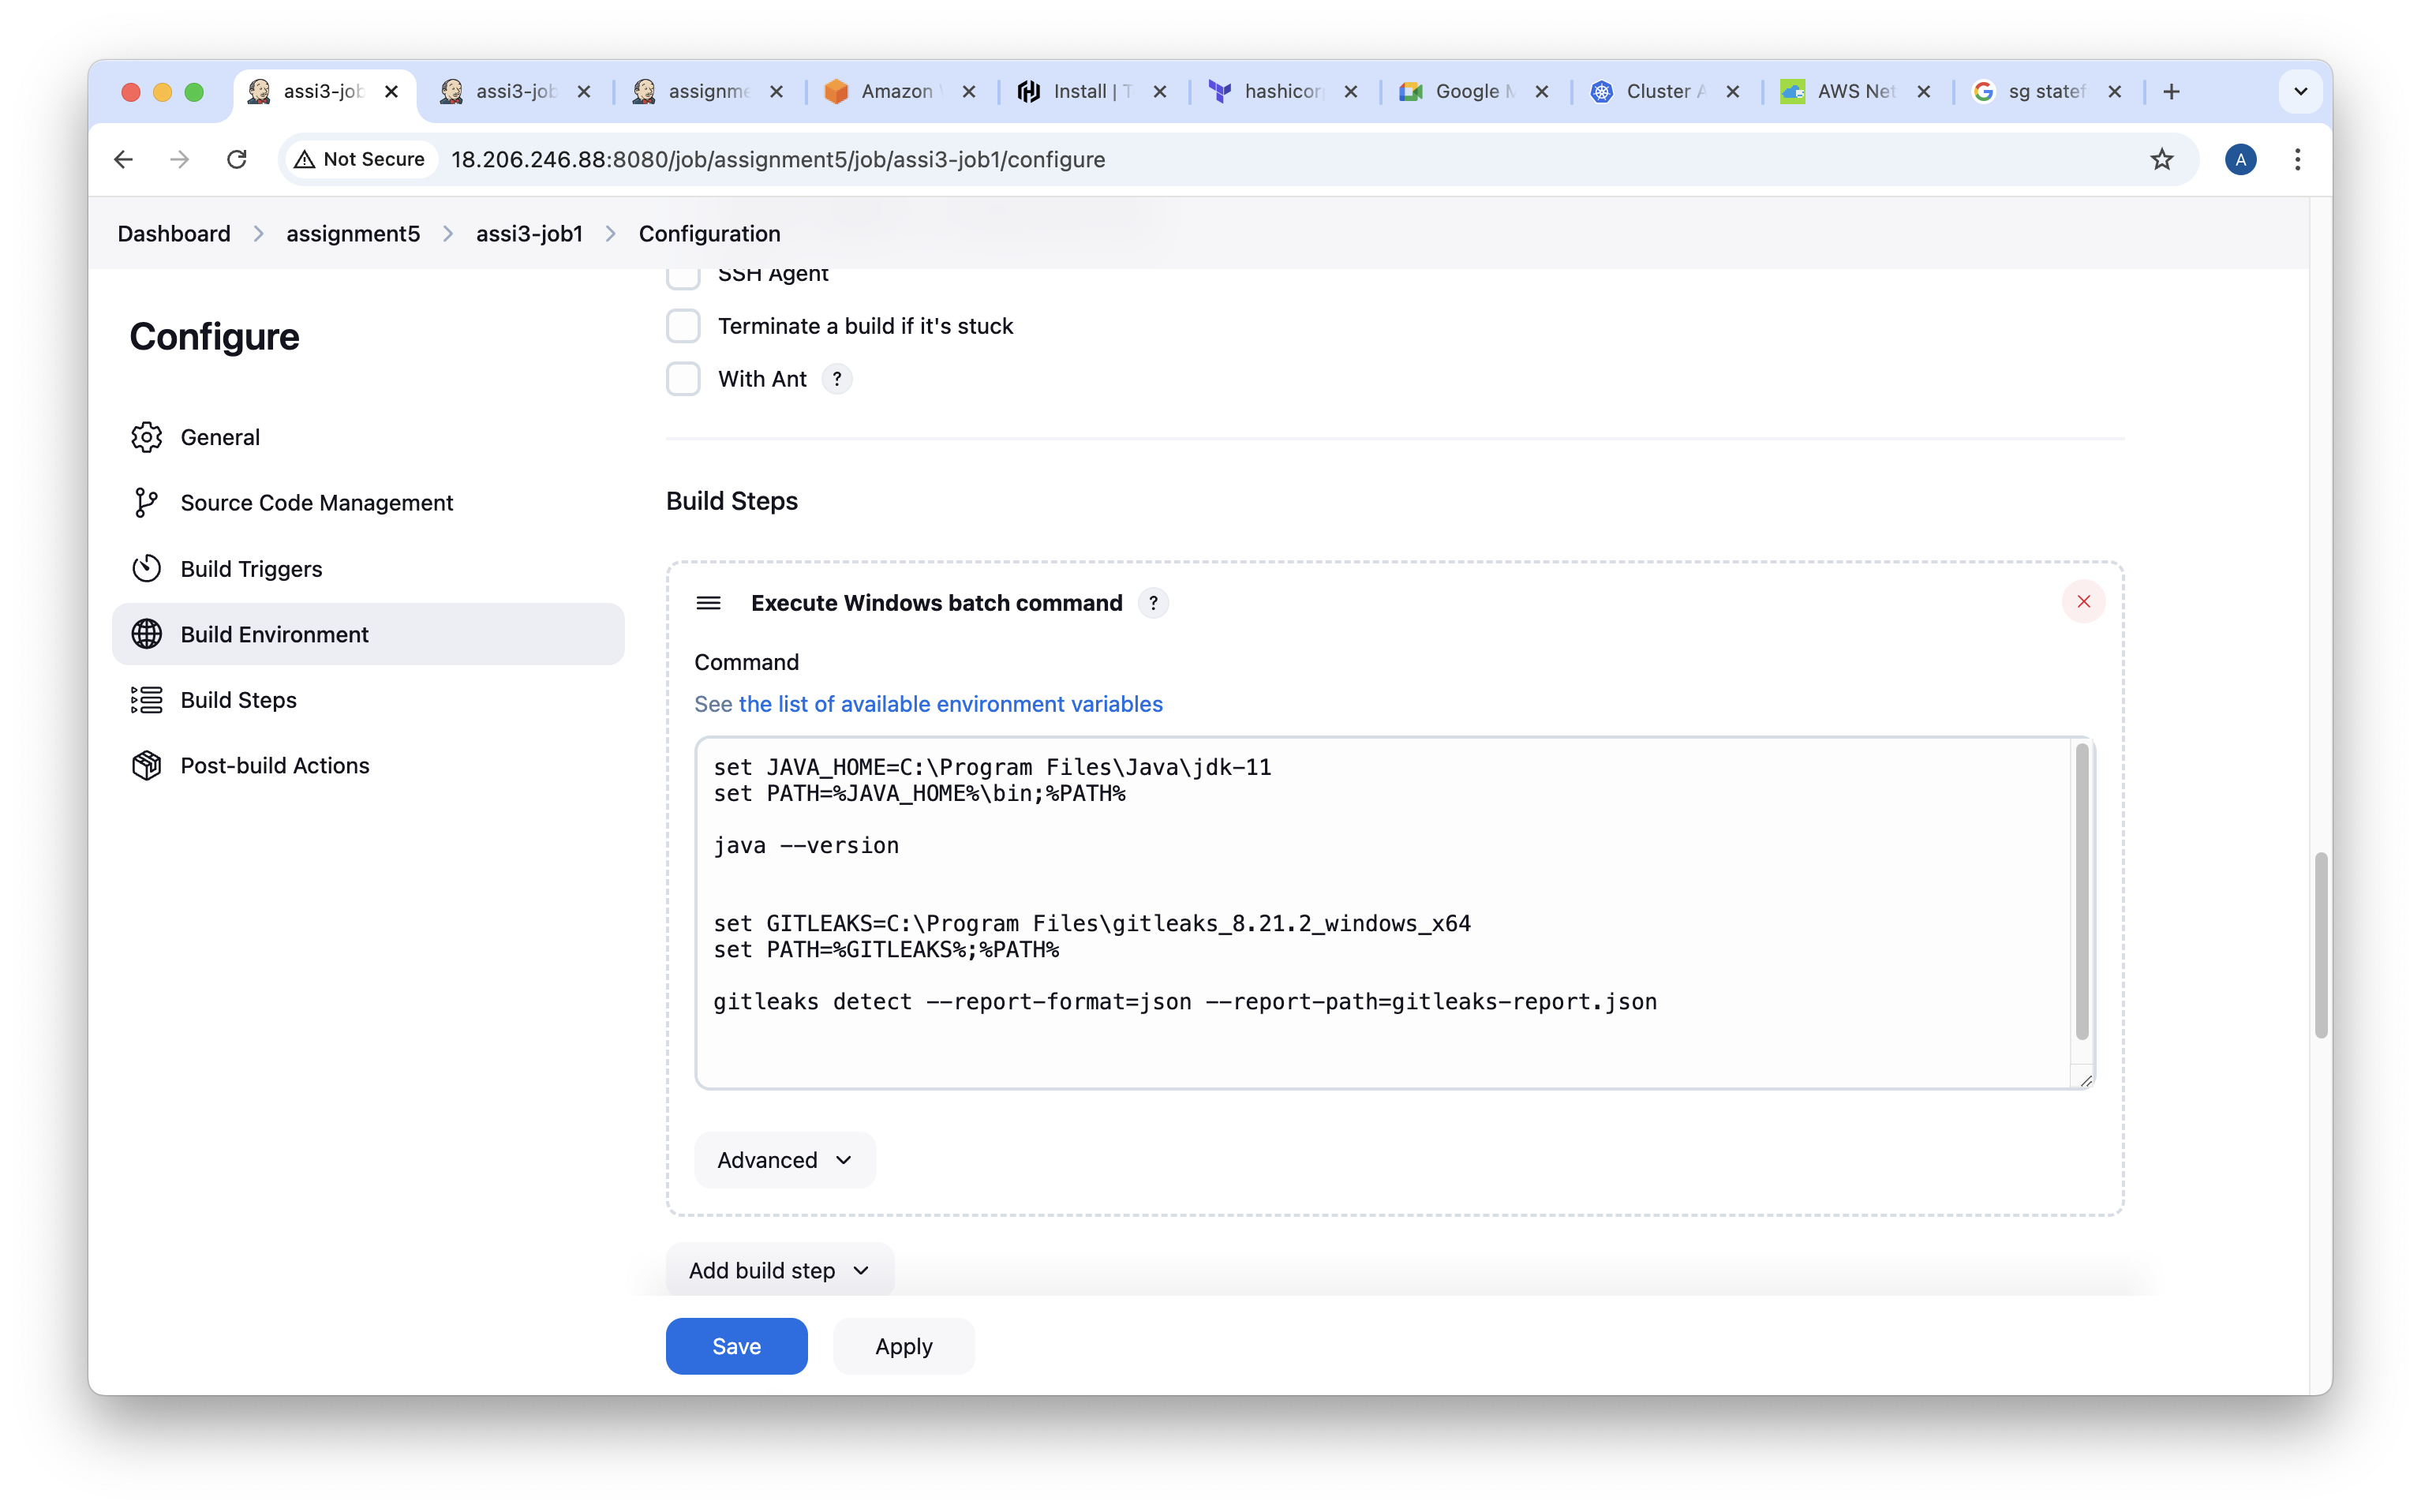 assi3-job
assi3-job
assignme
Amazon
Install | T
hashicor
Google M
Cluster A
AWS Net
sg statef
Not Secure
18.206.246.88:8080/job/assignment5/job/assi3-job1/configure
A
Dashboard
assignment5
assi3-job1
Configuration
Configure
General
Source Code Management
Build Triggers
Build Environment
Build Steps
Post-build Actions
SSH Agent
Terminate a build if it's stuck
With Ant ?
Build Steps
Execute Windows batch command ?
Command
See the list of available environment variables
set JAVA_HOME=C:\Program Files\Java\jdk-11
set PATH=%JAVA_HOME%\bin;%PATH%
java --version
set GITLEAKS=C:\Program Files\gitleaks_8.21.2_windows_x64
set PATH=%GITLEAKS%;%PATH%
gitleaks detect --report-format=json --report-path=gitleaks-report.json
Advanced
Add build step
Save
Apply